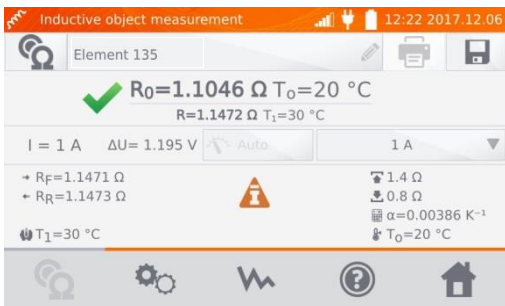 Inductive object measurement 12:22 2017.12.06
Element 135
R₀=1.1046 Ω T₀=20 °C
R=1.1472 Ω T₁=30 °C
I = 1 A ΔU= 1.195 V Auto 1 A
R_F=1.1471 Ω 1.4 Ω
R_R=1.1473 Ω 0.8 Ω
α=0.00386 K⁻¹
T₁=30 °C T₀=20 °C